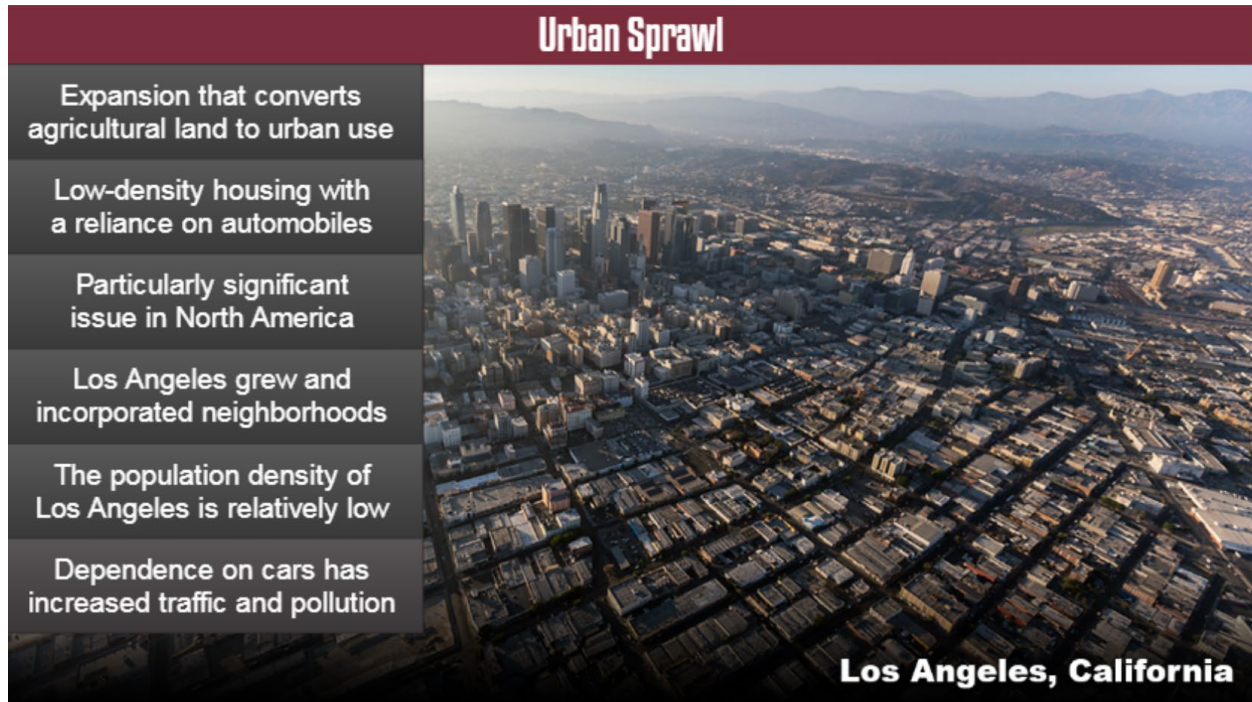 Urban Sprawl
Expansion that converts
agricultural land to urban use
Low-density housing with
a reliance on automobiles
Particularly significant
issue in North America
Los Angeles grew and
incorporated neighborhoods
The population density of
Los Angeles is relatively low
Dependence on cars has
increased traffic and pollution
Los Angeles, California